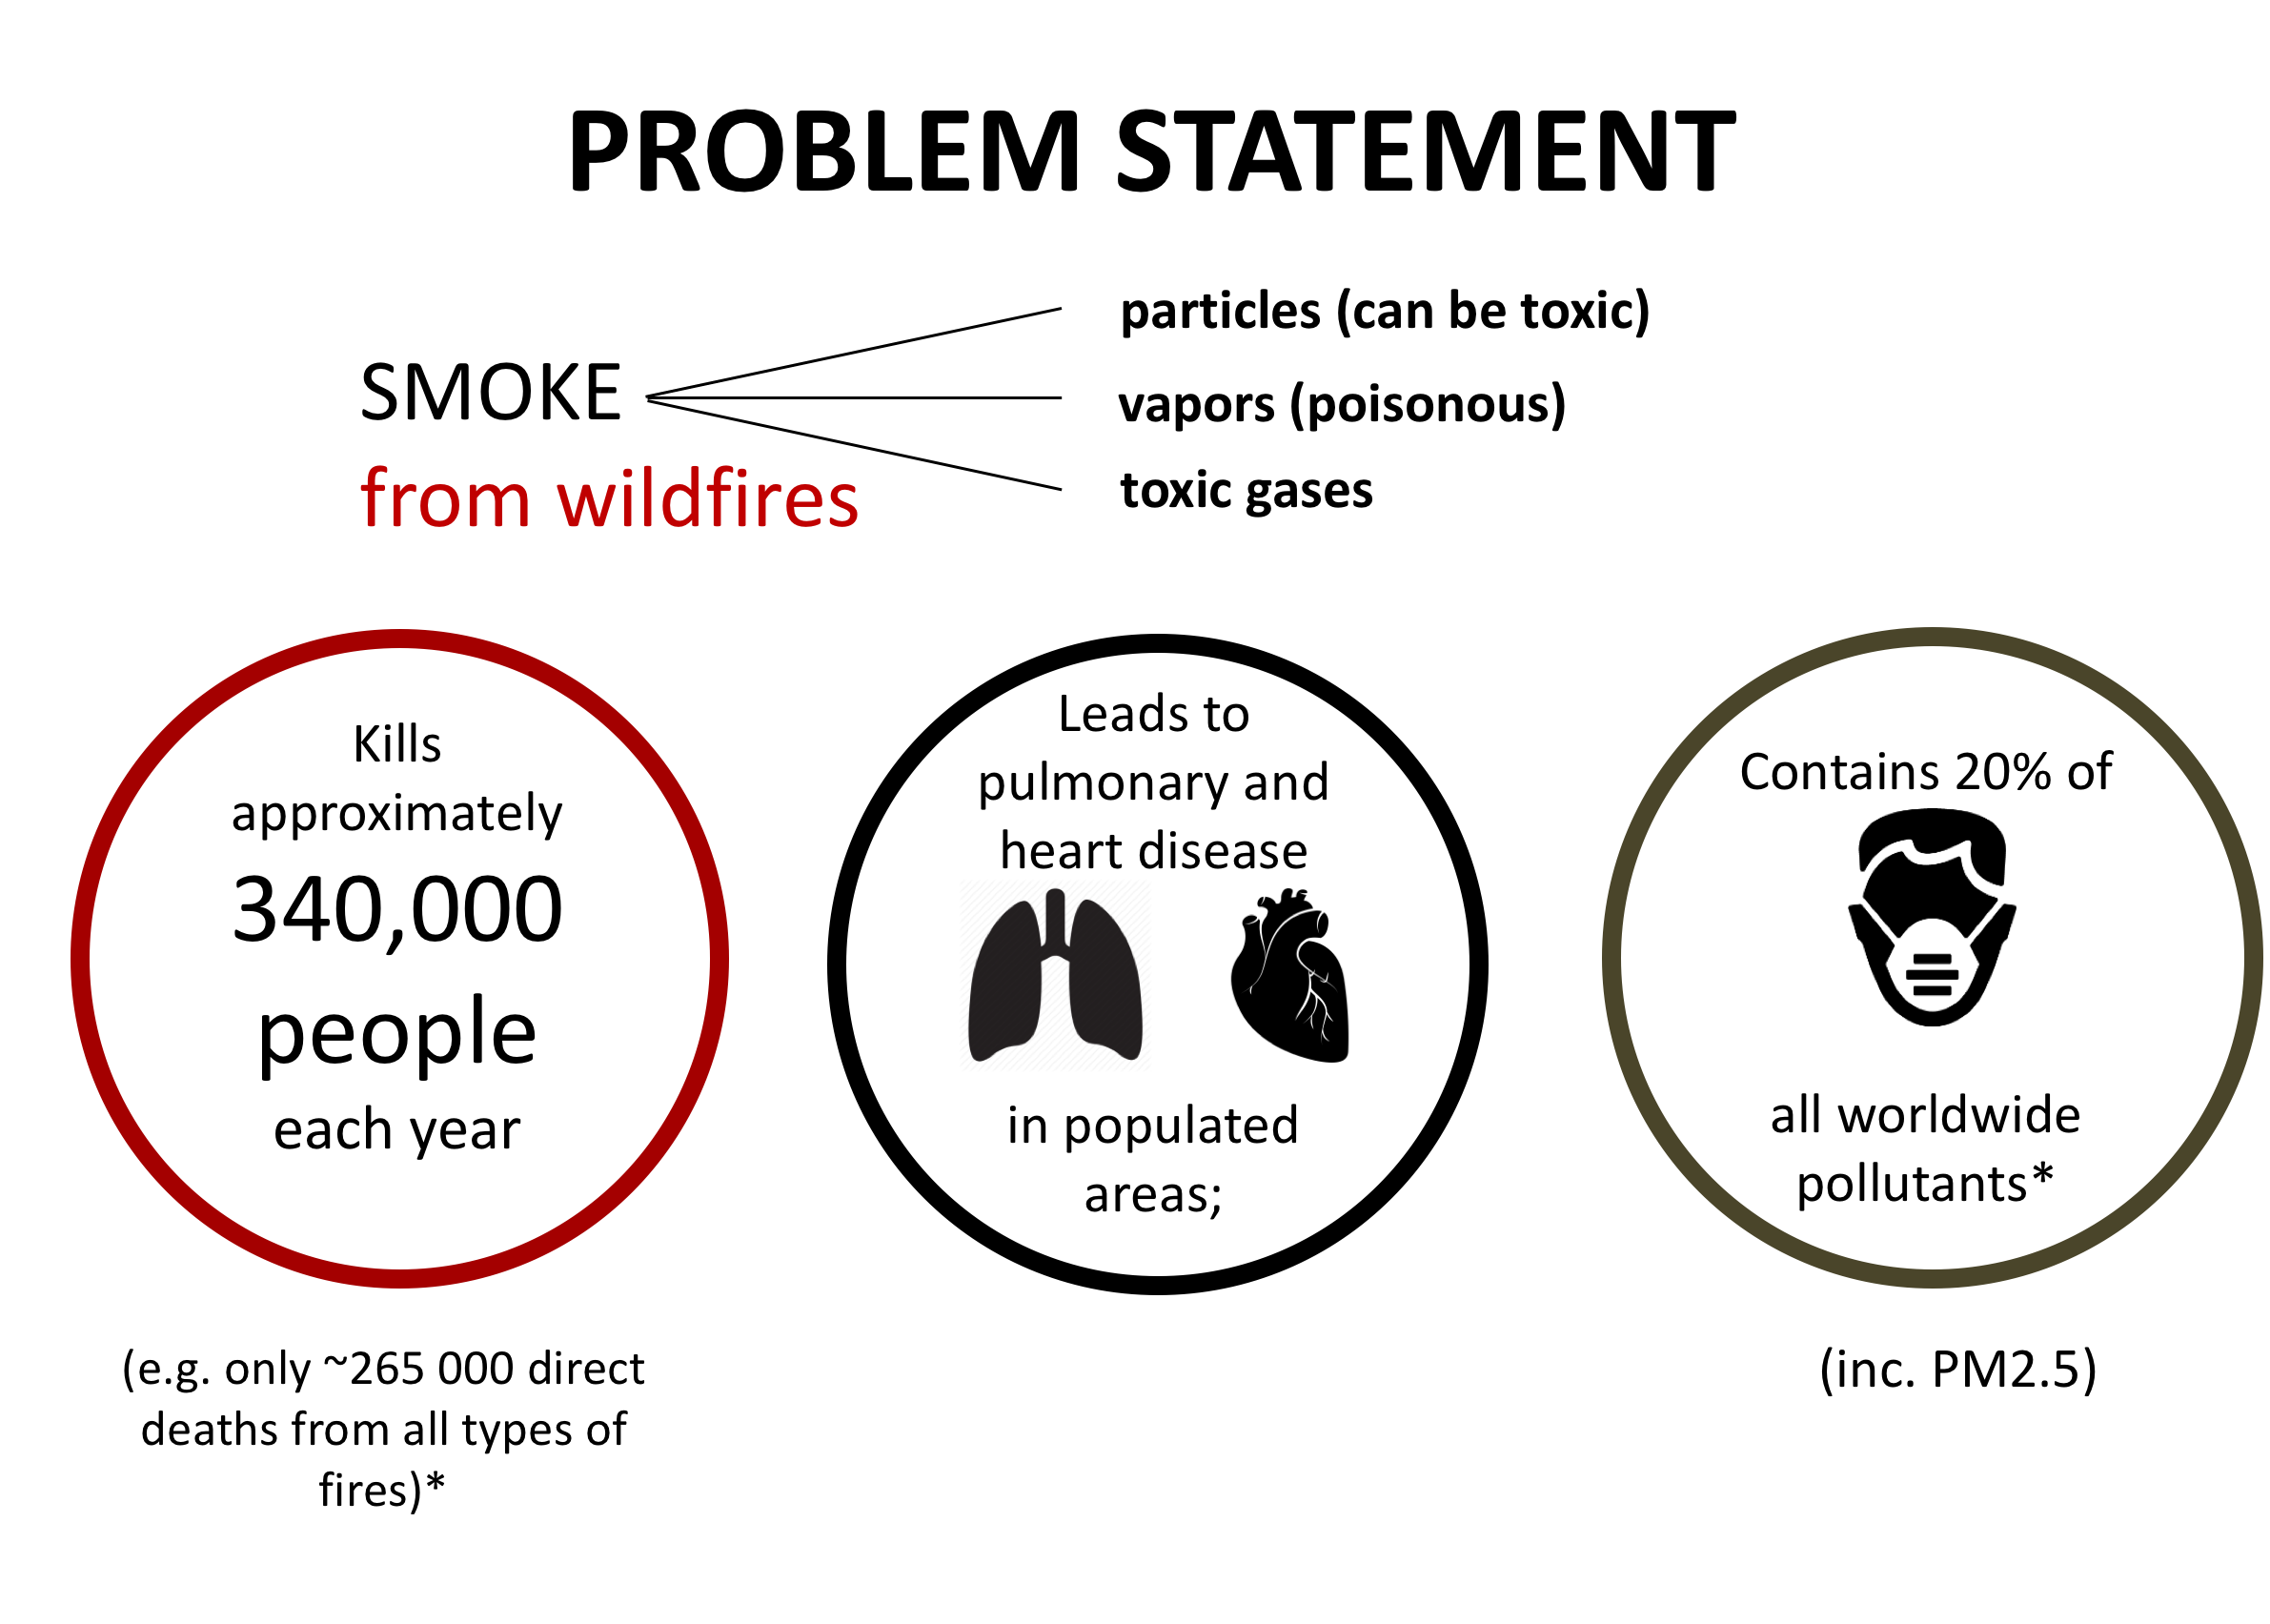 PROBLEM STATEMENT
SMOKE
from wildfires
particles (can be toxic)
vapors (poisonous)
toxic gases
Kills
approximately
340,000
people
each year
(e.g. only ~265 000 direct
deaths from all types of
fires)*
Leads to
pulmonary and
heart disease
in populated
areas;
Contains 20% of
all worldwide
pollutants*
(inc. PM2.5)